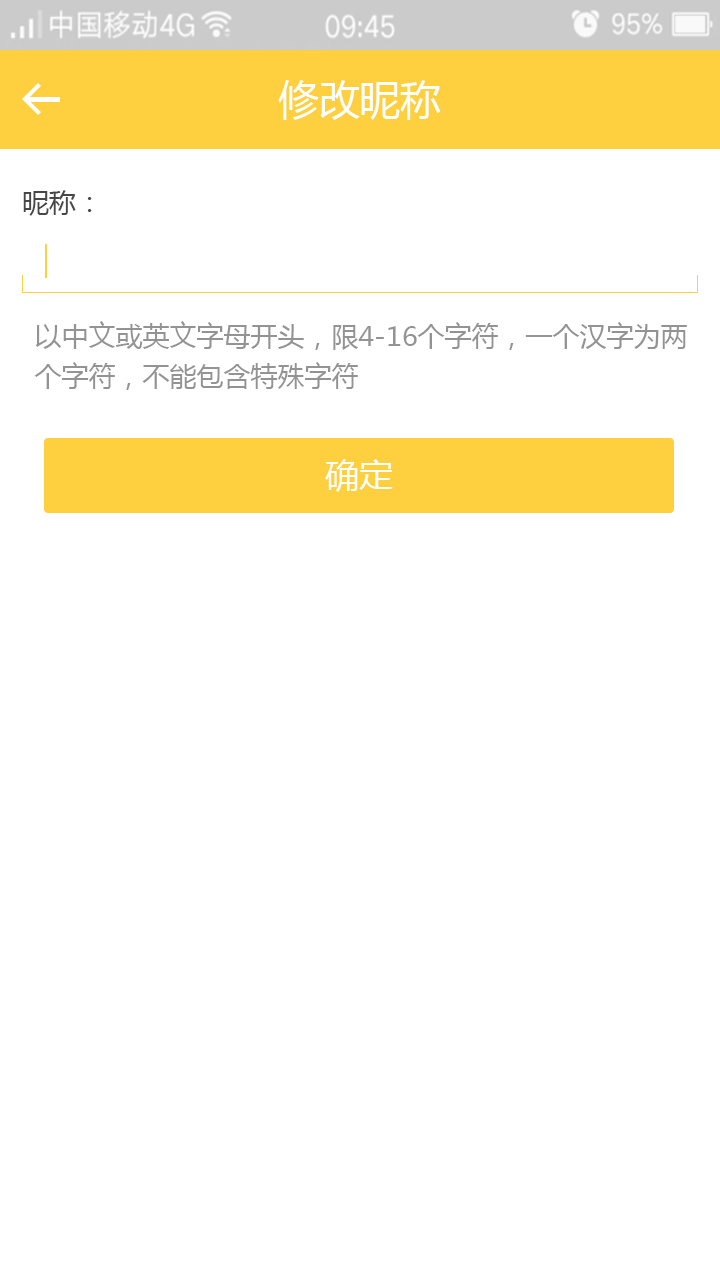 中国移动4G 09:45 95%
修改昵称
昵称：
以中文或英文字母开头，限4-16个字符，一个汉字为两
个字符，不能包含特殊字符
确定